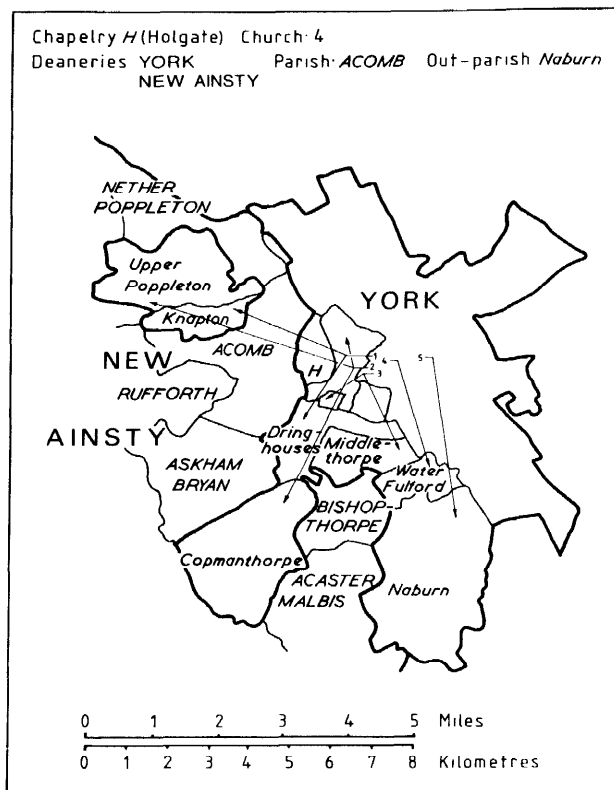 Chapelry H (Holgate) Church· 4
Deaneries YORK Parish· ACOMB Out-parish Naburn
NEW AINSTY
NETHER
POPPLETON
Upper
Poppleton
YORK
Knapton
ACOMB
1
2
3
4
5
H
NEW
RUFFORTH
AINSTY
Dring-
houses
Middle-
thorpe
ASKHAM
BRYAN
Water
Fulford
BISHOP-
THORPE
Copmanthorpe
ACASTER
MALBIS
Naburn
0 1 2 3 4 5 Miles
0 1 2 3 4 5 6 7 8 Kilometres